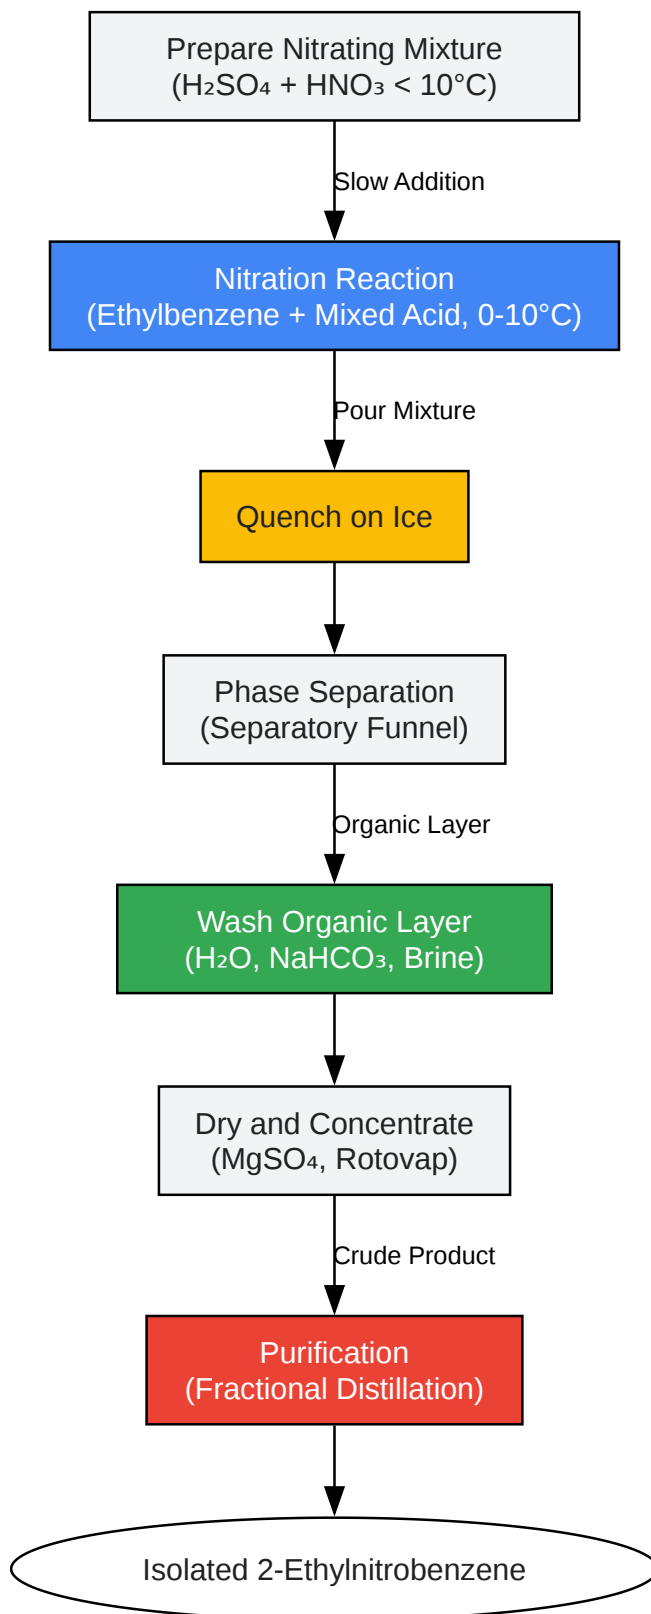 Prepare Nitrating Mixture
(H₂SO₄ + HNO₃ < 10°C)
Slow Addition
Nitration Reaction
(Ethylbenzene + Mixed Acid, 0-10°C)
Pour Mixture
Quench on Ice
Phase Separation
(Separatory Funnel)
Organic Layer
Wash Organic Layer
(H₂O, NaHCO₃, Brine)
Dry and Concentrate
(MgSO₄, Rotovap)
Crude Product
Purification
(Fractional Distillation)
Isolated 2-Ethylnitrobenzene